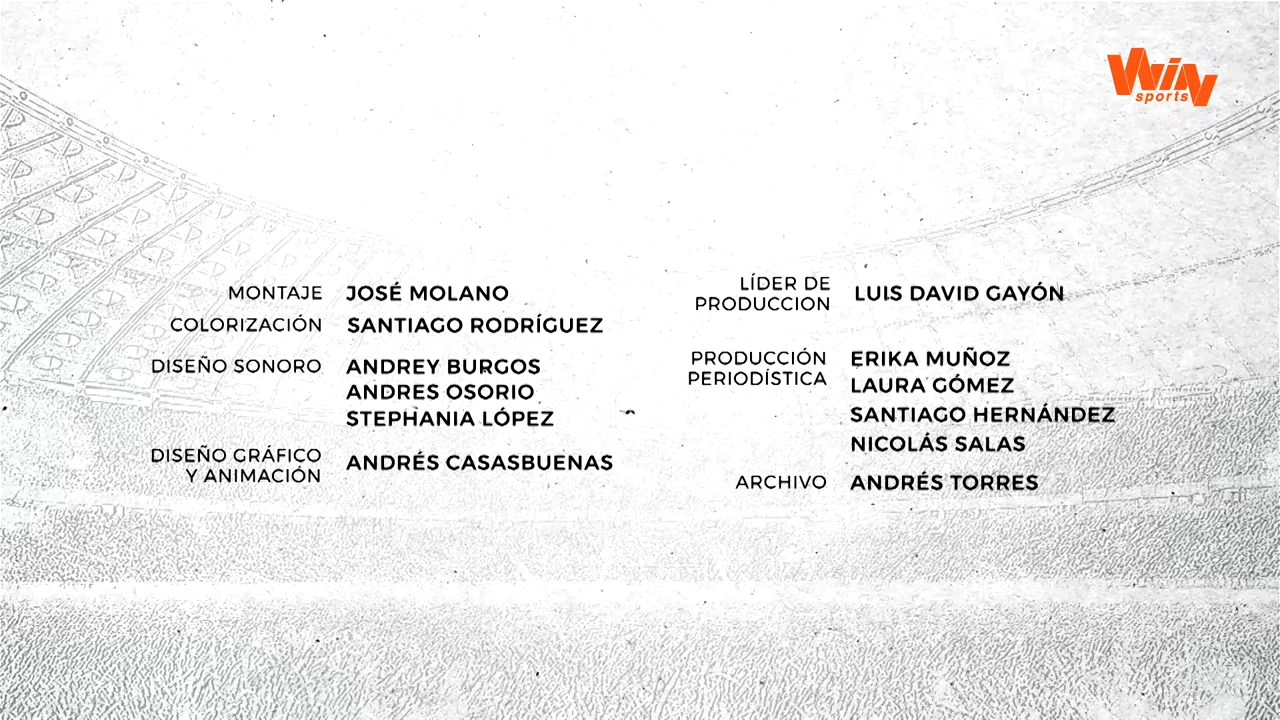 Win
sports
MONTAJE JOSÉ MOLANO
COLORIZACIÓN SANTIAGO RODRÍGUEZ
DISEÑO SONORO ANDREY BURGOS
ANDRES OSORIO
STEPHANIA LÓPEZ
DISEÑO GRÁFICO
Y ANIMACIÓN
ANDRÉS CASASBUENAS
LÍDER DE
PRODUCCION
LUIS DAVID GAYÓN
PRODUCCIÓN
PERIODÍSTICA
ERIKA MUÑOZ
LAURA GÓMEZ
SANTIAGO HERNÁNDEZ
NICOLÁS SALAS
ARCHIVO ANDRÉS TORRES